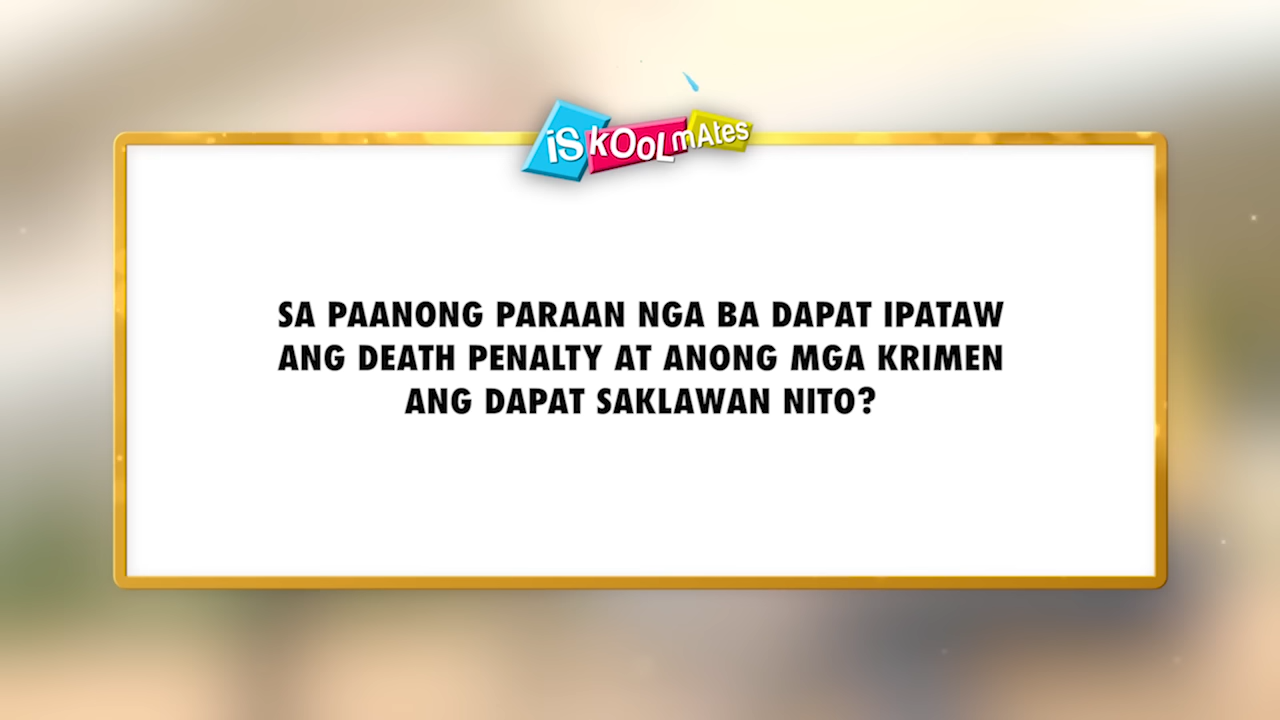 iskOoLmAtes
SA PAANONG PARAAN NGA BA DAPAT IPATAW
ANG DEATH PENALTY AT ANONG MGA KRIMEN
ANG DAPAT SAKLAWAN NITO?